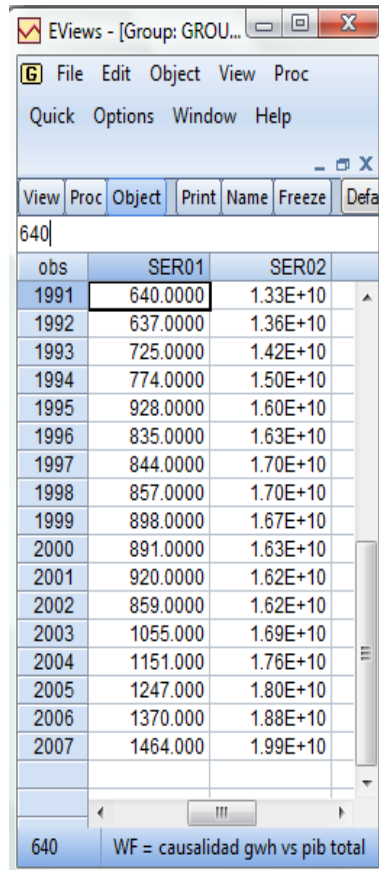 EViews - [Group: GROU...
G File Edit Object View Proc
Quick Options Window Help
View Proc Object Print Name Freeze Defa
640
obs SER01 SER02
1991 640.0000 1.33E+10
1992 637.0000 1.36E+10
1993 725.0000 1.42E+10
1994 774.0000 1.50E+10
1995 928.0000 1.60E+10
1996 835.0000 1.63E+10
1997 844.0000 1.70E+10
1998 857.0000 1.70E+10
1999 898.0000 1.67E+10
2000 891.0000 1.63E+10
2001 920.0000 1.62E+10
2002 859.0000 1.62E+10
2003 1055.000 1.69E+10
2004 1151.000 1.76E+10
2005 1247.000 1.80E+10
2006 1370.000 1.88E+10
2007 1464.000 1.99E+10
640 WF = causalidad gwh vs pib total